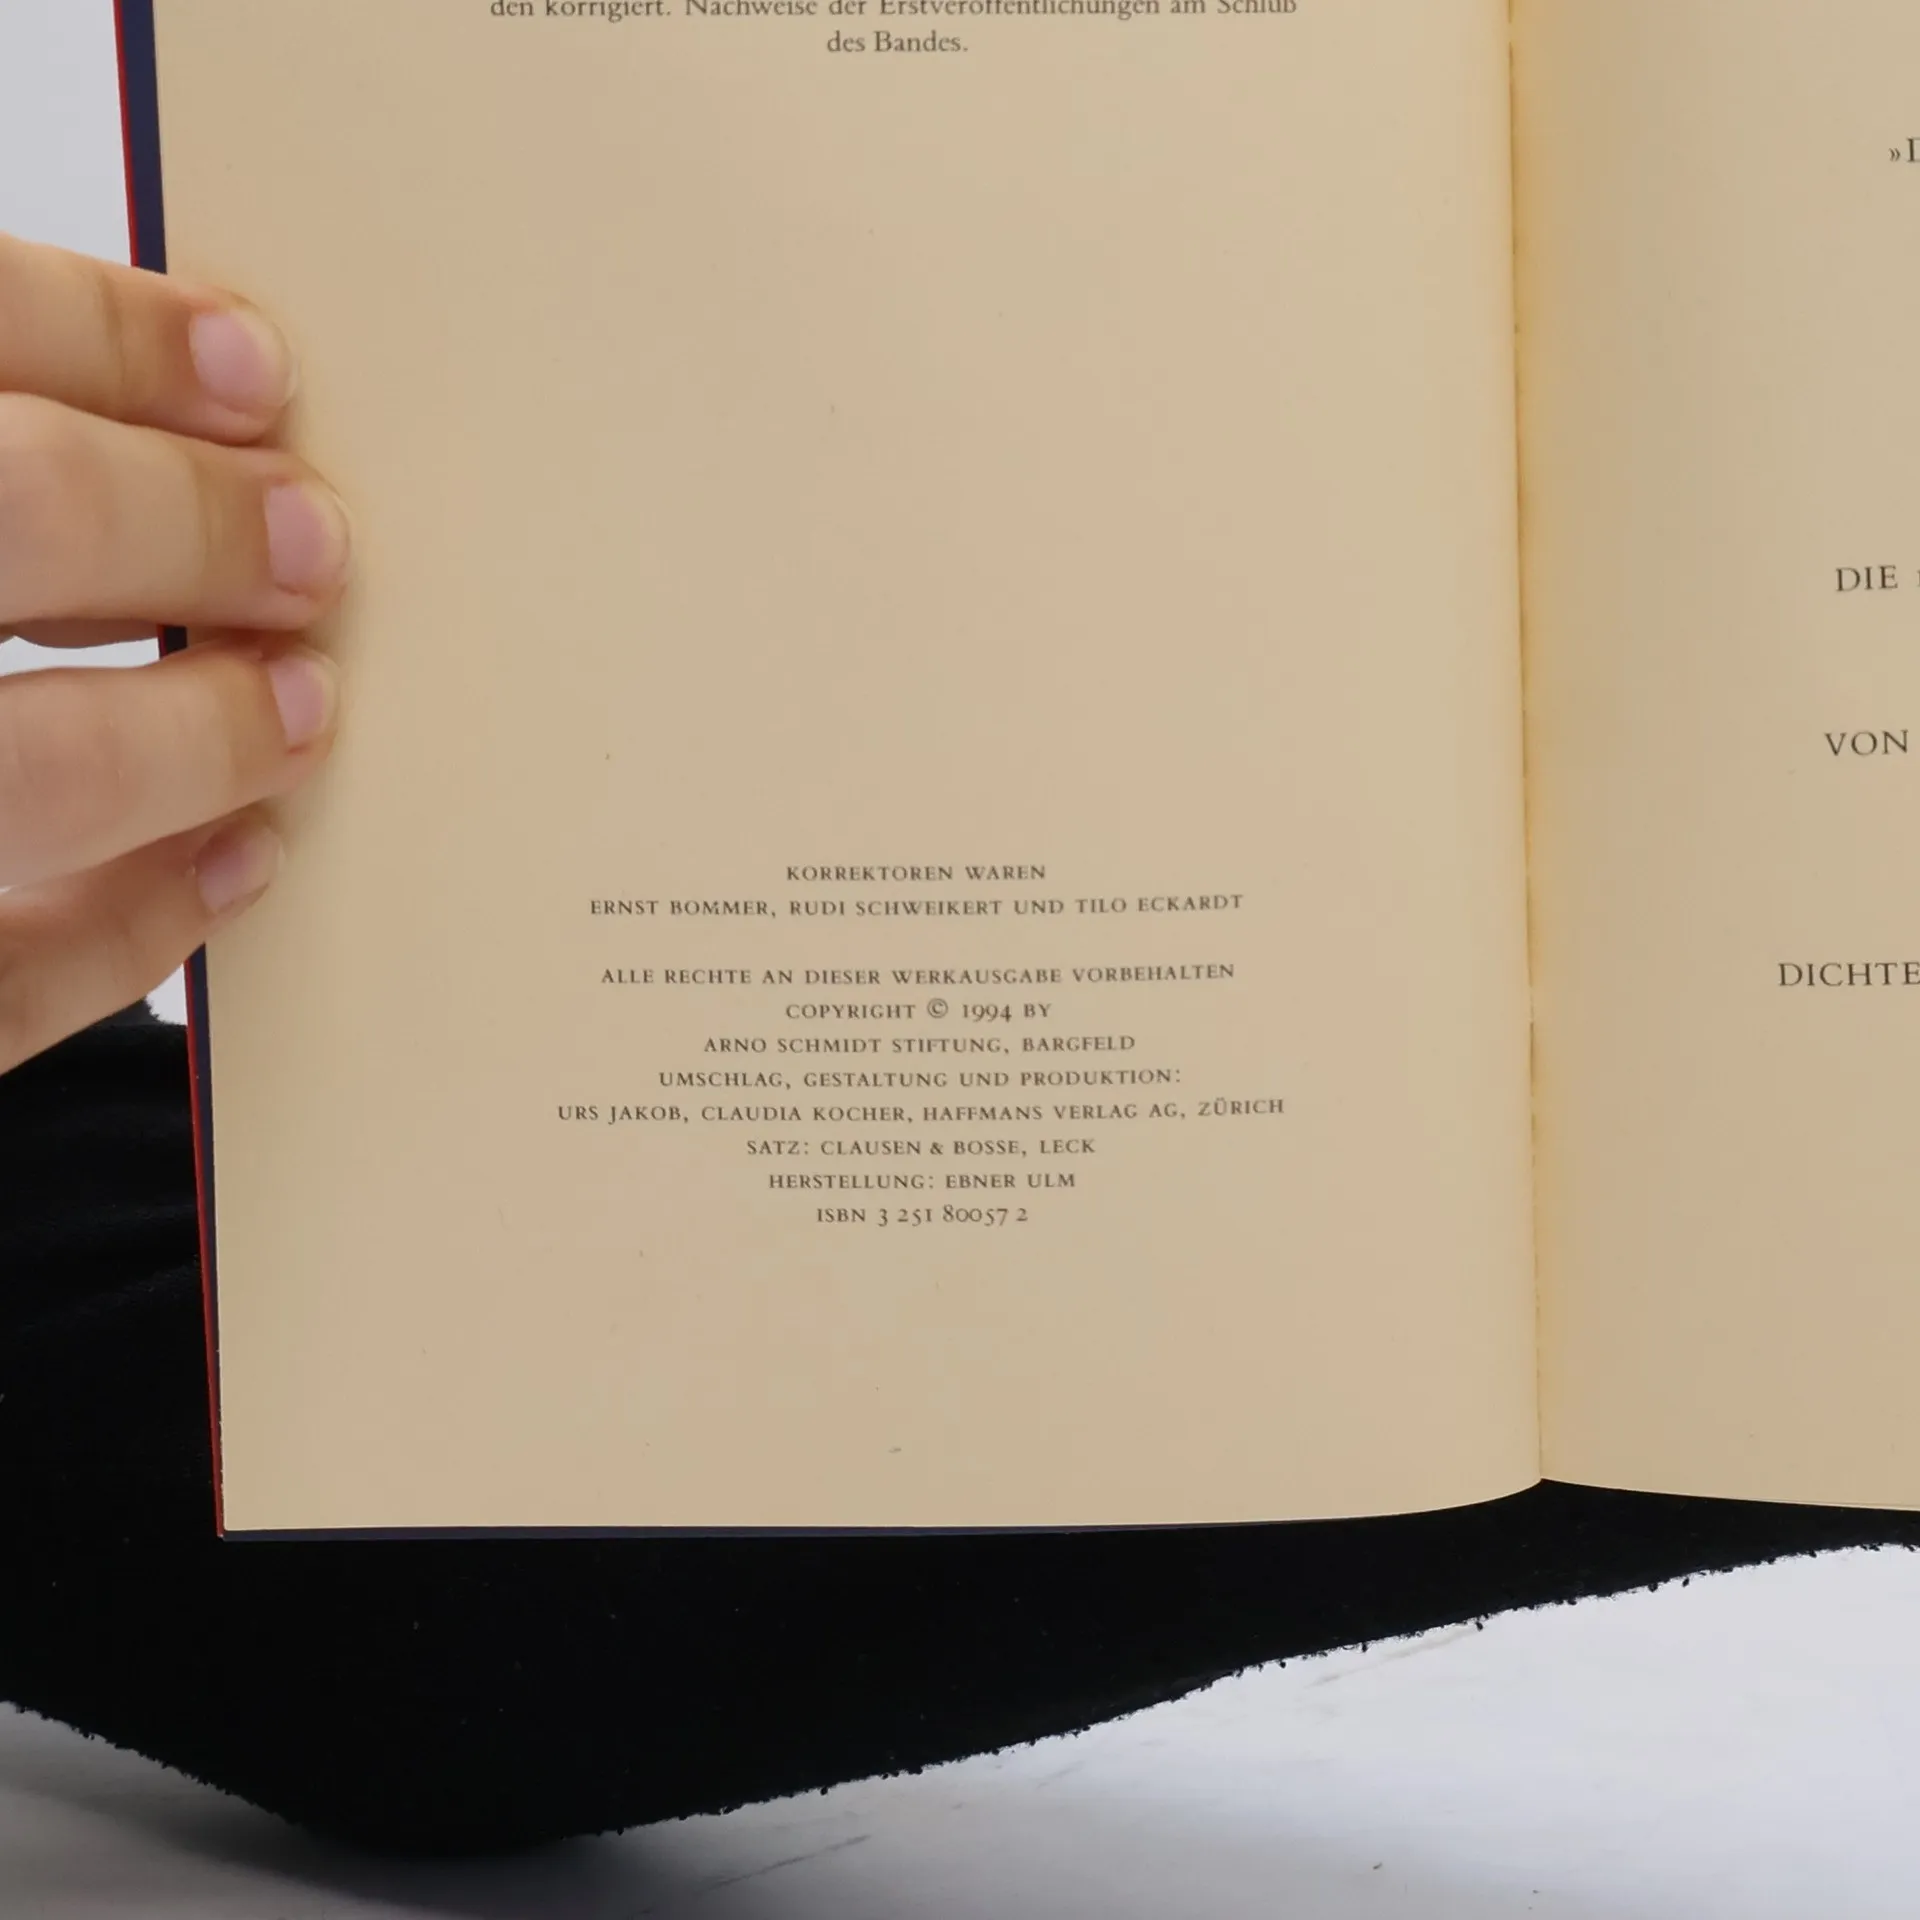 den korrigiert. Nachweise der Erstveröffentlichungen am Schluß
des Bandes.
KORREKTOREN WAREN
ERNST BOMMER, RUDI SCHWEIKERT UND TILO ECKARDT
ALLE RECHTE AN DIESER WERKAUSGABE VORBEHALTEN
COPYRIGHT © 1994 BY
ARNO SCHMIDT STIFTUNG, BARGFELD
UMSCHLAG, GESTALTUNG UND PRODUKTION:
URS JAKOB, CLAUDIA KOCHER, HAFFMANS VERLAG AG, ZÜRICH
SATZ: CLAUSEN & BOSSE, LECK
HERSTELLUNG: EBNER ULM
ISBN 3 251 80057 2
DIE
VON
DICHTE